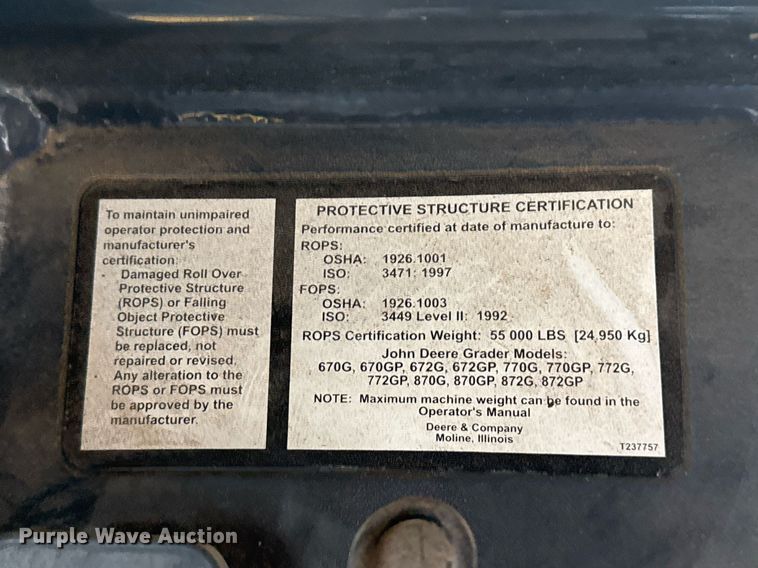 To maintain unimpaired
operator protection and
manufacturer's
certification:
- Damaged Roll Over
Protective Structure
(ROPS) or Falling
Object Protective
Structure (FOPS) must
be replaced, not
repaired or revised.
- Any alteration to the
ROPS or FOPS must
be approved by the
manufacturer.
PROTECTIVE STRUCTURE CERTIFICATION
Performance certified at date of manufacture to:
ROPS:
OSHA: 1926.1001
ISO: 3471: 1997
FOPS:
OSHA: 1926.1003
ISO: 3449 Level II: 1992
ROPS Certification Weight: 55 000 LBS [24,950 Kg]
John Deere Grader Models:
670G, 670GP, 672G, 672GP, 770G, 770GP, 772G,
772GP, 870G, 870GP, 872G, 872GP
NOTE: Maximum machine weight can be found in the
Operator's Manual
Deere & Company
Moline, Illinois
T237757
Purple Wave Auction